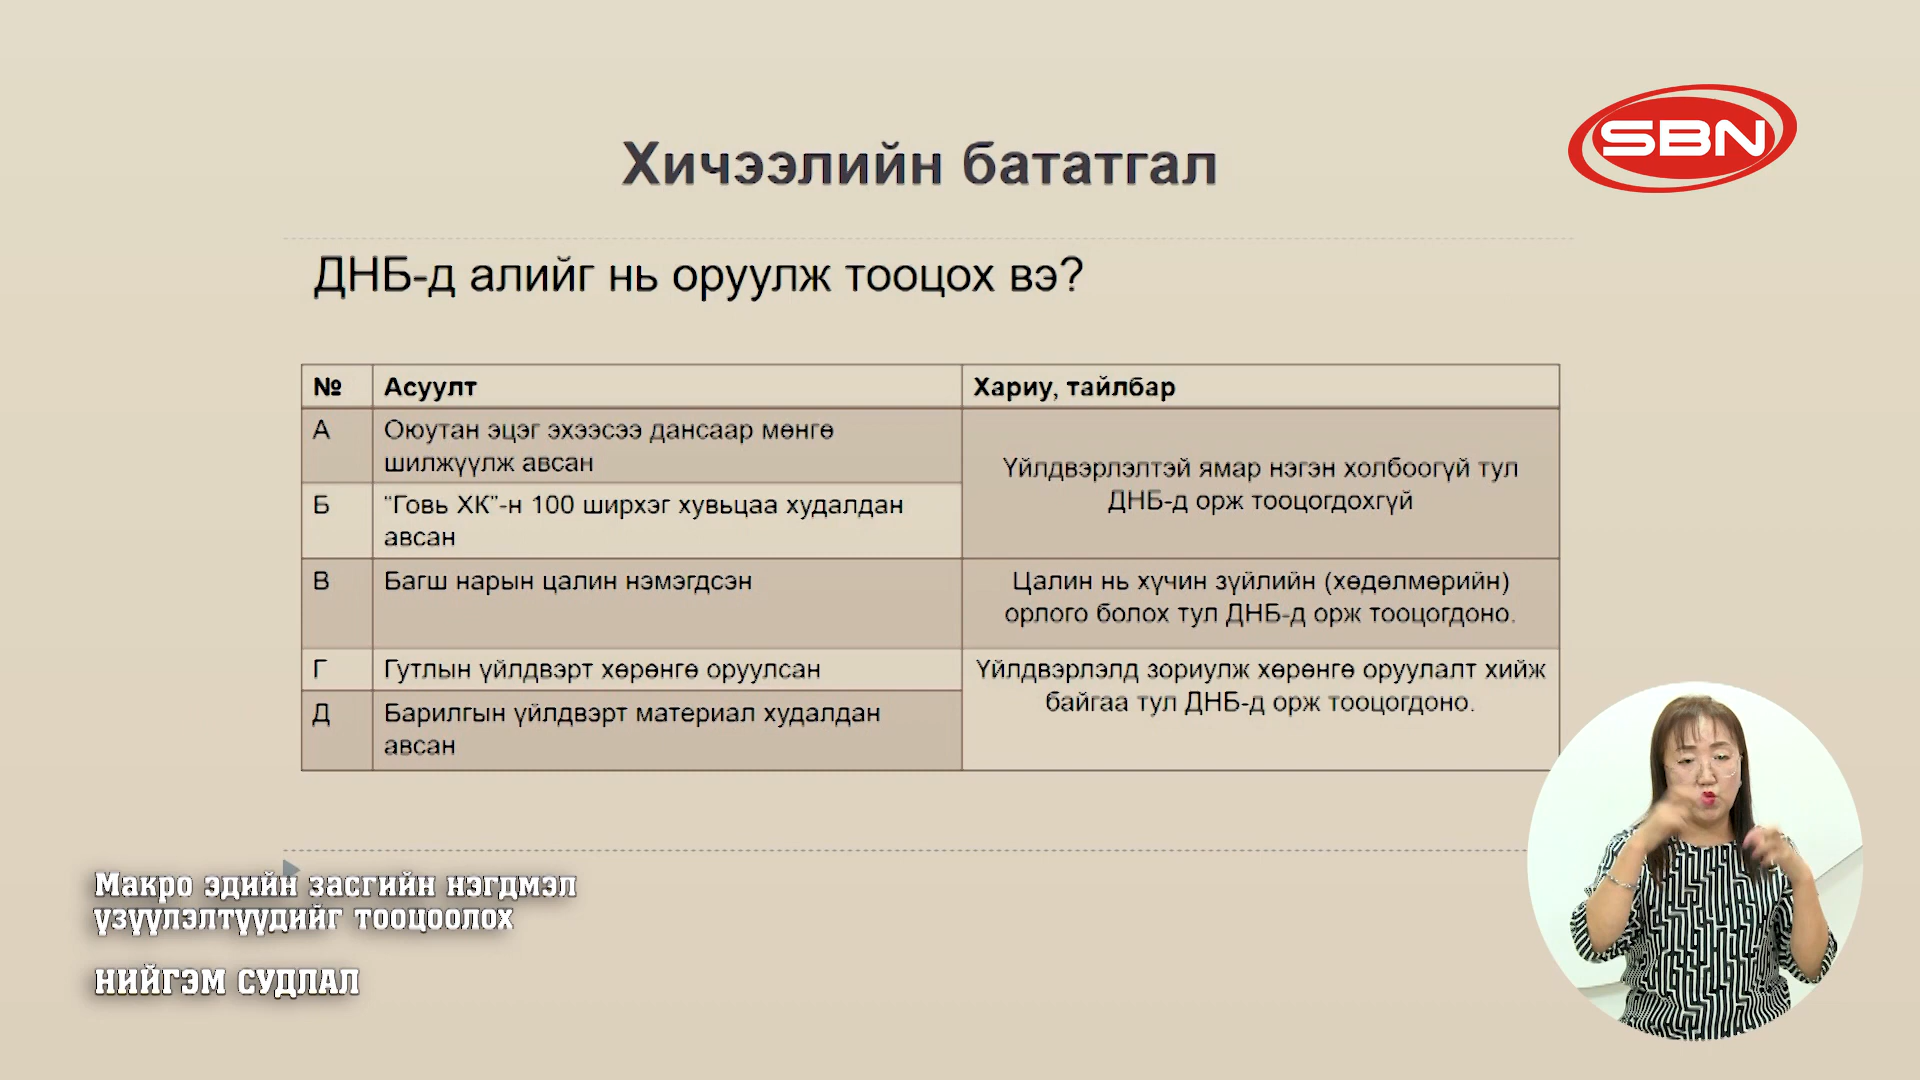 SBN
Хичээлийн бататгал
ДНБ-д алийг нь оруулж тооцох вэ?
№ Асуулт Хариу, тайлбар
А Оюутан эцэг эхээсээ дансаар мөнгө
шилжүүлж авсан
Үйлдвэрлэлтэй ямар нэгэн холбоогүй тул
ДНБ-д орж тооцогдохгүй
Б “Говь ХК”-н 100 ширхэг хувьцаа худалдан
авсан
В Багш нарын цалин нэмэгдсэн
Цалин нь хүчин зүйлийн (хөдөлмөрийн)
орлого болох тул ДНБ-д орж тооцогдоно.
Г Гутлын үйлдвэрт хөрөнгө оруулсан
Үйлдвэрлэлд зориулж хөрөнгө оруулалт хийж
байгаа тул ДНБ-д орж тооцогдоно.
Д Барилгын үйлдвэрт материал худалдан
авсан
Макро эдийн засгийн нэгдмэл
үзүүлэлтүүдийг тооцоолох
НИЙГЭМ СУДЛАЛ